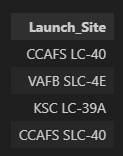 Launch_Site
CCAFS LC-40
VAFB SLC-4E
KSC LC-39A
CCAFS SLC-40